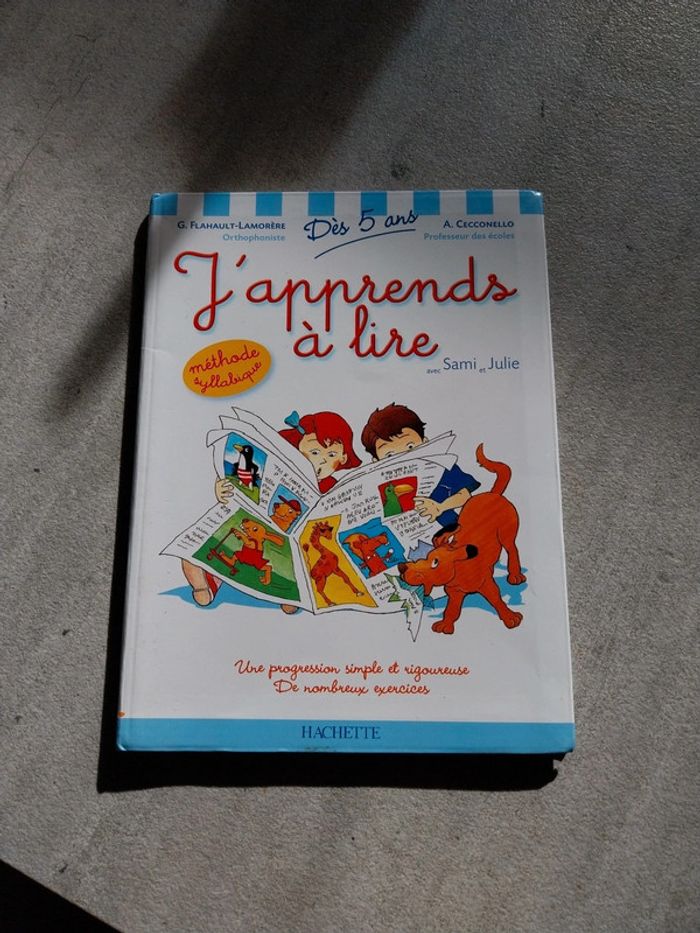 G. Flahault-Lamorère
Orthophoniste
Dès 5 ans
A. Cecconello
Professeur des écoles
J'apprends
à lire
méthode
syllabique
avec Sami et Julie
Une progression simple et rigoureuse
De nombreux exercices
HACHETTE